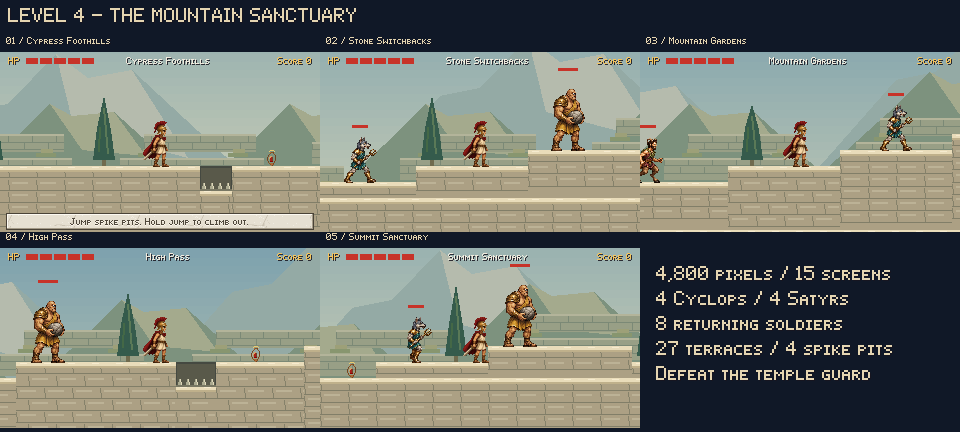 LEVEL 4 – THE MOUNTAIN SANCTUARY
01 / Cypress Foothills
02 / Stone Switchbacks
03 / Mountain Gardens
HP Cypress Foothills Score 0
HP Stone Switchbacks Score 0
HP Mountain Gardens Score 0
Jump spike pits. Hold jump to climb out.
04 / High Pass
05 / Summit Sanctuary
HP High Pass Score 0
HP Summit Sanctuary Score 0
4,800 pixels / 15 screens
4 Cyclops / 4 Satyrs
8 returning soldiers
27 terraces / 4 spike pits
Defeat the temple guard